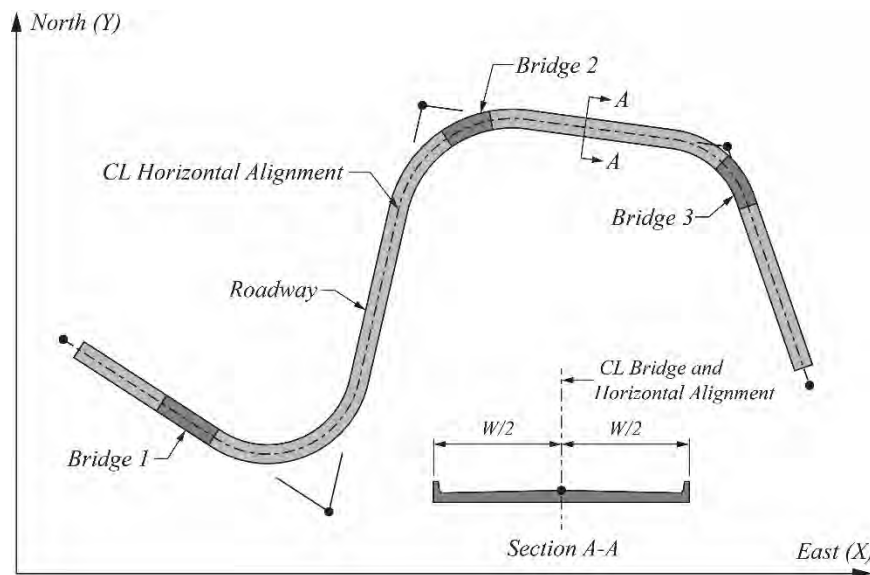 North (Y)
Bridge 2
A
A
CL Horizontal Alignment
Bridge 3
Roadway
CL Bridge and
Horizontal Alignment
W/2
W/2
Bridge 1
Section A-A
East (X)